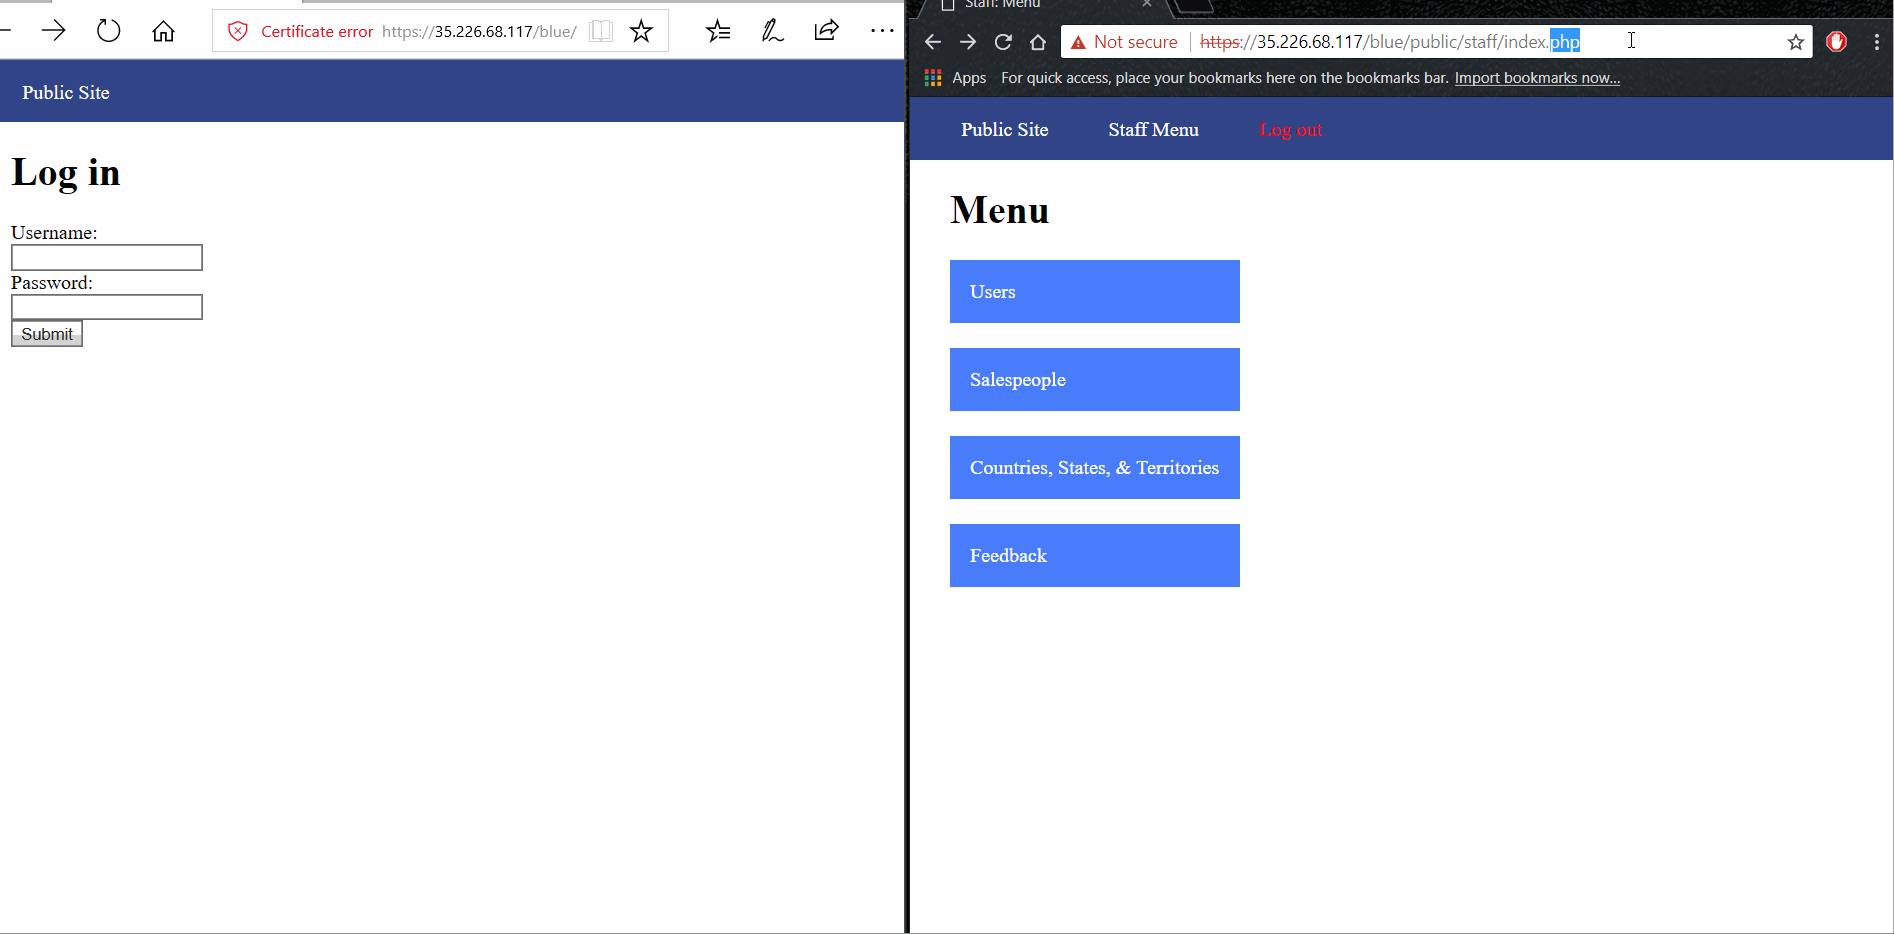 Certificate error https://35.226.68.117/blue/
Public Site
Log in
Username:
Password:
Submit
Staff: Menu
Not secure https://35.226.68.117/blue/public/staff/index.php
Apps For quick access, place your bookmarks here on the bookmarks bar. Import bookmarks now...
Public Site Staff Menu Log out
Menu
Users
Salespeople
Countries, States, & Territories
Feedback